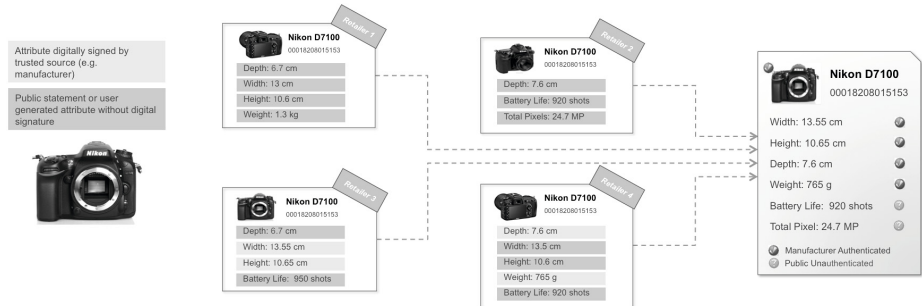 Attribute digitally signed by
trusted source (e.g.
manufacturer)
Public statement or user
generated attribute without digital
signature
Nikon
Retailer 1
Nikon D7100
00018208015153
Depth: 6.7 cm
Width: 13 cm
Height: 10.6 cm
Weight: 1.3 kg
Retailer 2
Nikon D7100
00018208015153
Depth: 7.6 cm
Battery Life: 920 shots
Total Pixels: 24.7 MP
Retailer 3
Nikon D7100
00018208015153
Depth: 6.7 cm
Width: 13.55 cm
Height: 10.65 cm
Battery Life: 950 shots
Retailer 4
Nikon D7100
00018208015153
Depth: 7.6 cm
Width: 13.5 cm
Height: 10.6 cm
Weight: 765 g
Battery Life: 920 shots
Nikon D7100
00018208015153
Width: 13.55 cm
Height: 10.65 cm
Depth: 7.6 cm
Weight: 765 g
Battery Life: 920 shots
Total Pixel: 24.7 MP
Manufacturer Authenticated
Public Unauthenticated